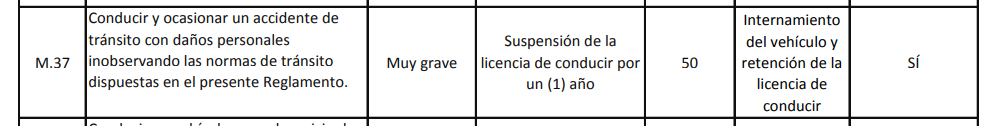 M.37
Conducir y ocasionar un accidente de
tránsito con daños personales
inobservando las normas de tránsito
dispuestas en el presente Reglamento.
Muy grave
Suspensión de la
licencia de conducir por
un (1) año
50
Internamiento
del vehículo y
retención de la
licencia de
conducir
SÍ